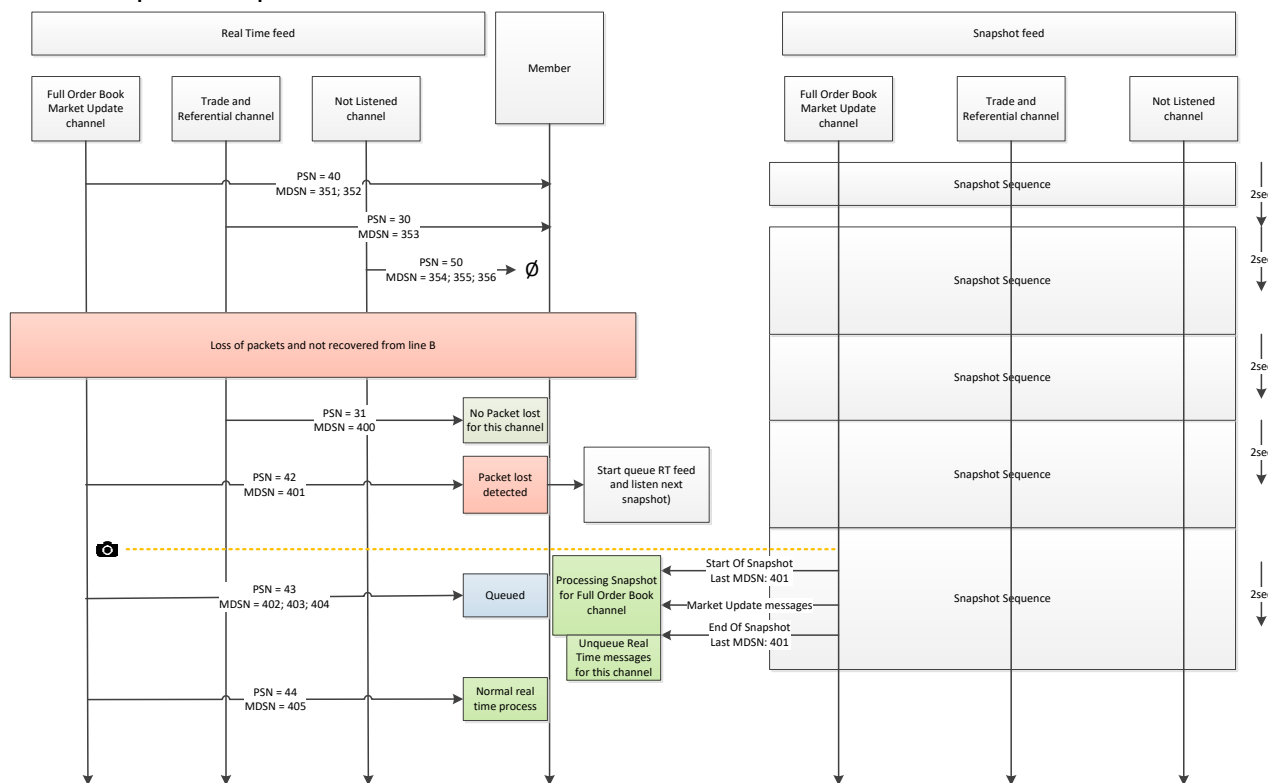 Real Time feed
Member
Snapshot feed
Full Order Book
Market Update
channel
Trade and
Referential channel
Not Listened
channel
Full Order Book
Market Update
channel
Trade and
Referential channel
Not Listened
channel
PSN = 40
MDSN = 351; 352
Snapshot Sequence
2sec
PSN = 30
MDSN = 353
PSN = 50
MDSN = 354; 355; 356
Ø
Snapshot Sequence
2sec
Loss of packets and not recovered from line B
Snapshot Sequence
2sec
PSN = 31
MDSN = 400
No Packet lost
for this channel
PSN = 42
MDSN = 401
Packet lost
detected
Start queue RT feed
and listen next
snapshot)
Snapshot Sequence
2sec
Start Of Snapshot
Last MDSN: 401
PSN = 43
MDSN = 402; 403; 404
Queued
Processing Snapshot
for Full Order Book
channel
Market Update messages
Snapshot Sequence
2sec
End Of Snapshot
Last MDSN: 401
Unqueue Real
Time messages
for this channel
PSN = 44
MDSN = 405
Normal real
time process